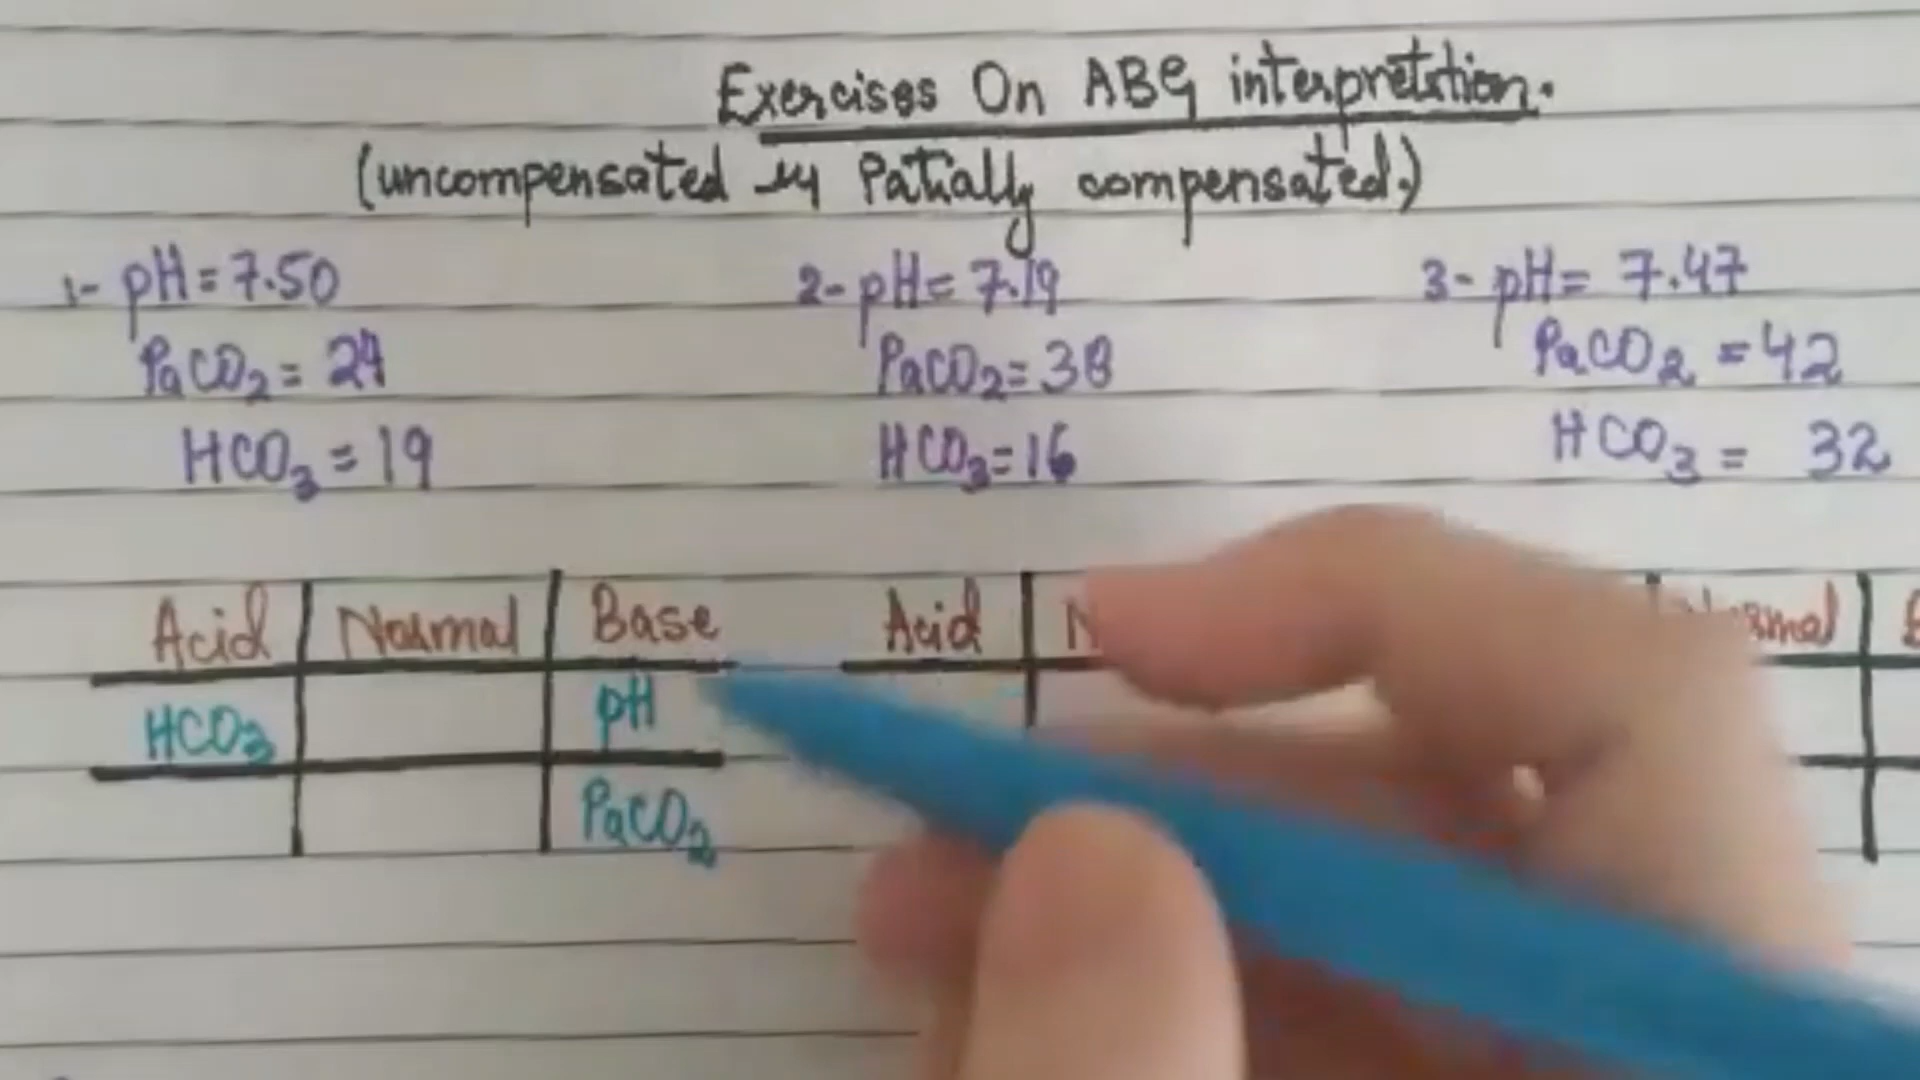 Exercises On ABG interpretation.
(uncompensated Patially compensated.)
1- pH = 7.50
PaCO2 = 24
HCO3 = 19
2- pH = 7.19
PaCO2 = 38
HCO3 = 16
3- pH = 7.47
PaCO2 = 42
HCO3 = 32
Acid Normal Base
HCO3 pH
PaCO2
Acid